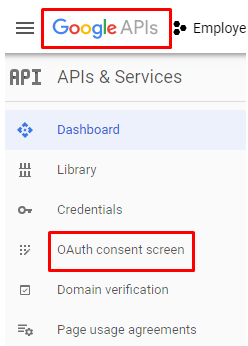 Google APIs Employe
API APIs & Services
Dashboard
Library
Credentials
OAuth consent screen
Domain verification
Page usage agreements